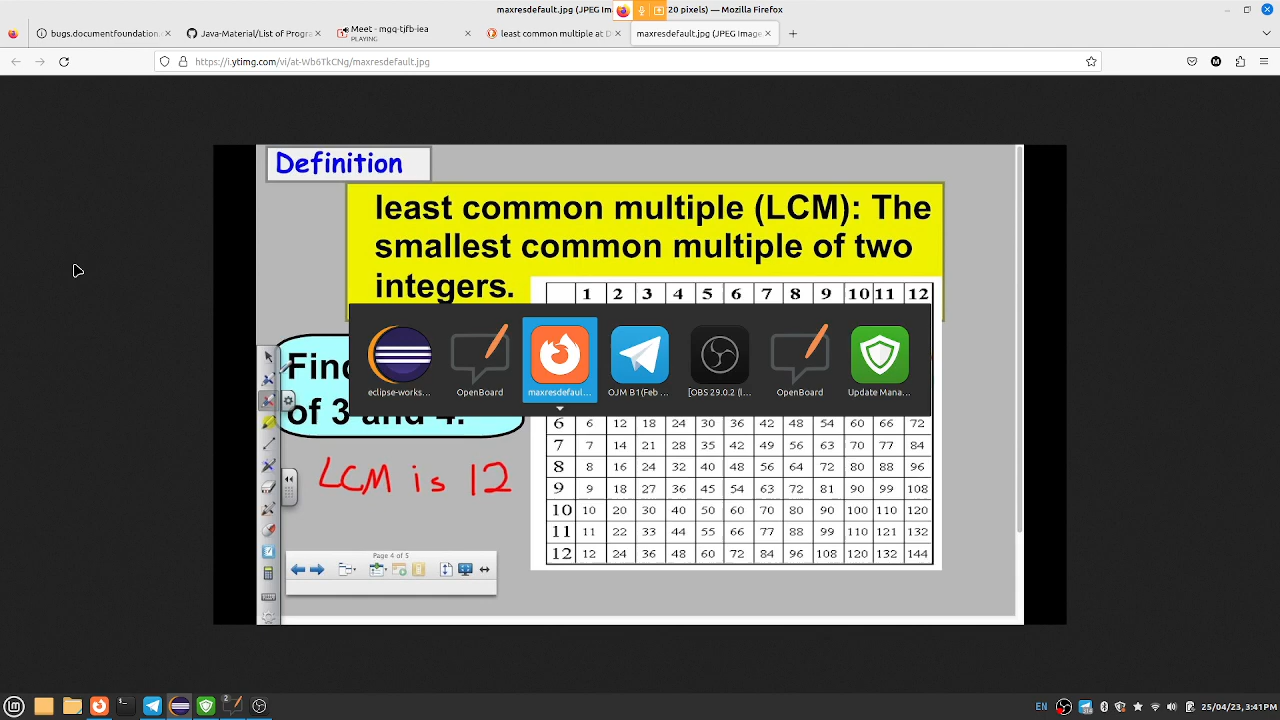 maxresdefault.jpg (JPEG Im
20 pixels) — Mozilla Firefox
bugs.documentfoundation.
Java-Material/List of Progra
Meet - mgq-tjfb-iea
PLAYING
least common multiple at D
maxresdefault.jpg (JPEG Image
https://i.ytimg.com/vi/at-Wb6TkCNg/maxresdefault.jpg
Definition
least common multiple (LCM): The
smallest common multiple of two
integers.
1 2 3 4 5 6 7 8 9 10 11 12
eclipse-works...
OpenBoard
maxresdefaul...
OJM B1(Feb ...
[OBS 29.0.2 (l...
OpenBoard
Update Mana...
Find
of 3 and 4.
LCM is 12
6 6 12 18 24 30 36 42 48 54 60 66 72
7 7 14 21 28 35 42 49 56 63 70 77 84
8 8 16 24 32 40 48 56 64 72 80 88 96
9 9 18 27 36 45 54 63 72 81 90 99 108
10 10 20 30 40 50 60 70 80 90 100 110 120
11 11 22 33 44 55 66 77 88 99 110 121 132
12 12 24 36 48 60 72 84 96 108 120 132 144
Page 4 of 5
2
EN
25/04/23, 3:41PM